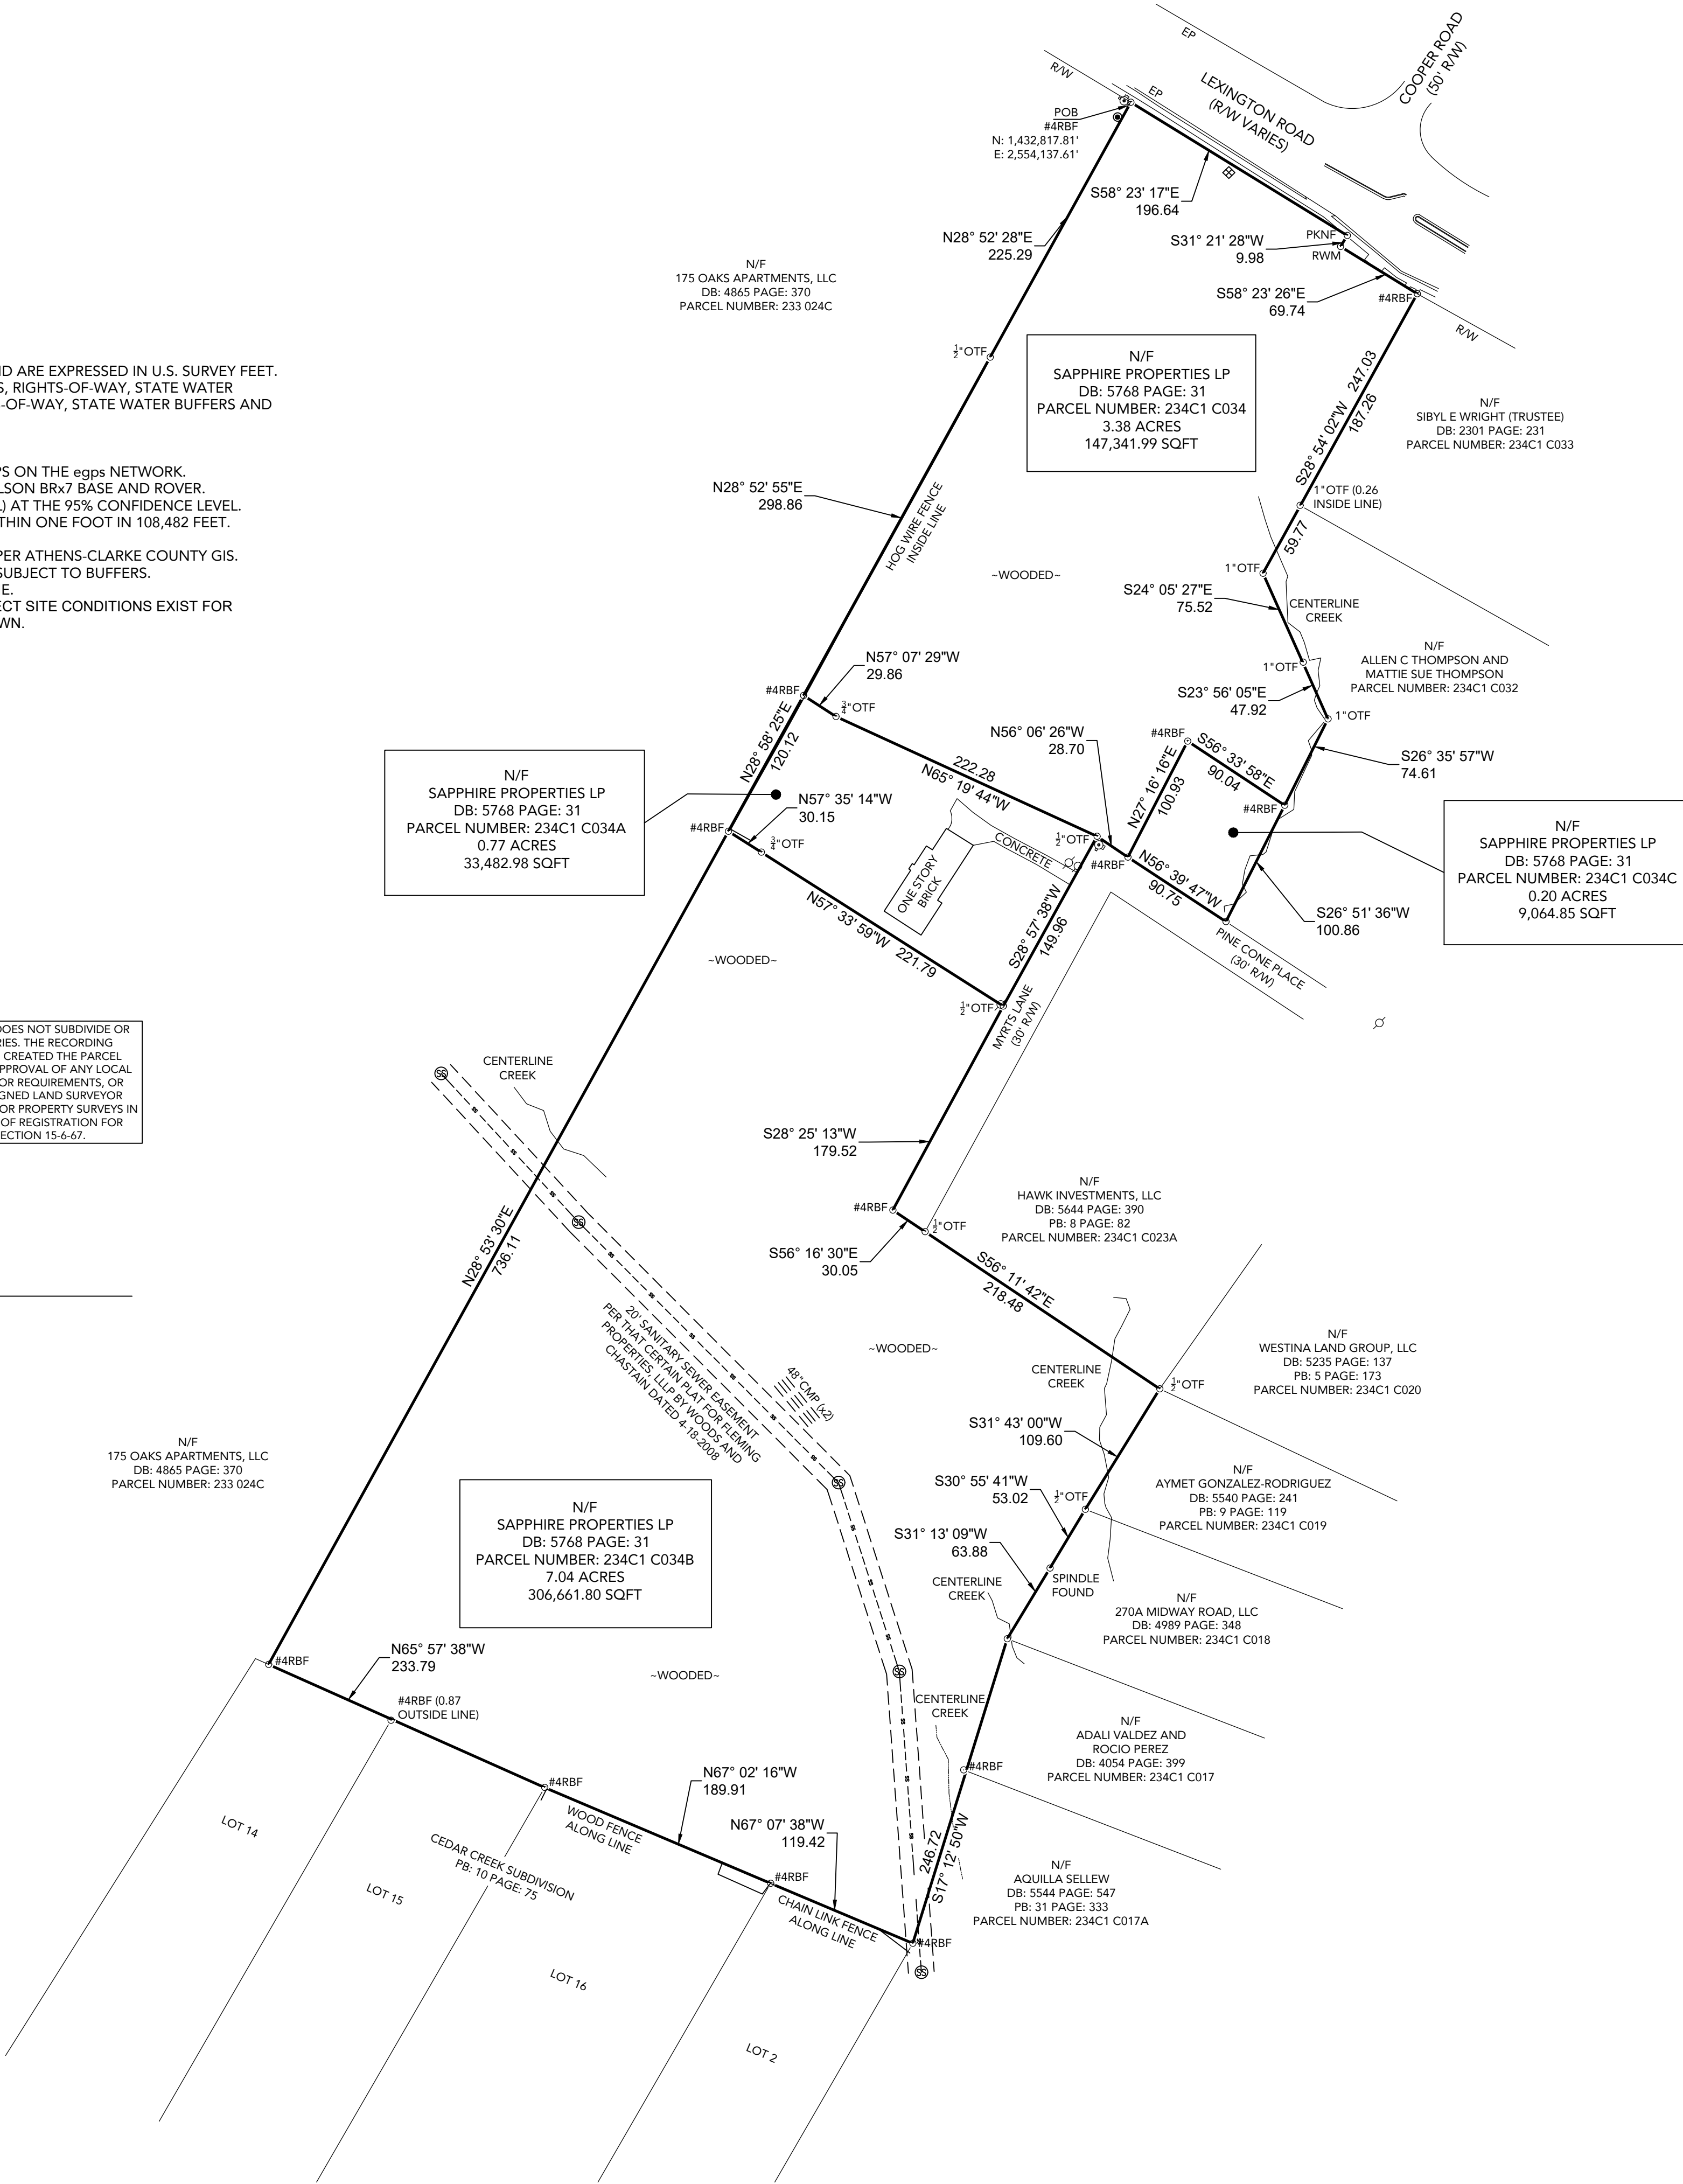 EP
COOPER ROAD
(50' R/W)
R/W
EP
LEXINGTON ROAD
(R/W VARIES)
POB
#4RBF
N: 1,432,817.81'
E: 2,554,137.61'
S58° 23' 17"E
196.64
N28° 52' 28"E
225.29
PKNF
S31° 21' 28"W
9.98
RWM
S58° 23' 26"E
69.74
#4RBF
R/W
N/F
175 OAKS APARTMENTS, LLC
DB: 4865 PAGE: 370
PARCEL NUMBER: 233 024C
1/2"OTF
N/F
SAPPHIRE PROPERTIES LP
DB: 5768 PAGE: 31
PARCEL NUMBER: 234C1 C034
3.38 ACRES
147,341.99 SQFT
S28° 54' 02"W 247.03
187.26
N/F
SIBYL E WRIGHT (TRUSTEE)
DB: 2301 PAGE: 231
PARCEL NUMBER: 234C1 C033
ND ARE EXPRESSED IN U.S. SURVEY FEET.
S, RIGHTS-OF-WAY, STATE WATER
-OF-WAY, STATE WATER BUFFERS AND
PS ON THE egps NETWORK.
LSON BRx7 BASE AND ROVER.
L) AT THE 95% CONFIDENCE LEVEL.
THIN ONE FOOT IN 108,482 FEET.
PER ATHENS-CLARKE COUNTY GIS.
SUBJECT TO BUFFERS.
E.
ECT SITE CONDITIONS EXIST FOR
WN.
N28° 52' 55"E
298.86
HOG WIRE FENCE
INSIDE LINE
1"OTF (0.26
INSIDE LINE)
59.77
1"OTF
~WOODED~
S24° 05' 27"E
75.52
CENTERLINE
CREEK
1"OTF
N/F
ALLEN C THOMPSON AND
MATTIE SUE THOMPSON
PARCEL NUMBER: 234C1 C032
S23° 56' 05"E
47.92
1"OTF
N57° 07' 29"W
29.86
#4RBF
3/4"OTF
N28° 58' 25"E
120.12
N56° 06' 26"W
28.70
#4RBF
S56° 33' 58"E
90.04
S26° 35' 57"W
74.61
222.28
N65° 19' 44"W
N27° 16' 16"E
100.93
#4RBF
N/F
SAPPHIRE PROPERTIES LP
DB: 5768 PAGE: 31
PARCEL NUMBER: 234C1 C034A
0.77 ACRES
33,482.98 SQFT
N57° 35' 14"W
30.15
#4RBF
3/4"OTF
1/2"OTF
CONCRETE
#4RBF
ONE STORY
BRICK
N56° 39' 47"W
90.75
N/F
SAPPHIRE PROPERTIES LP
DB: 5768 PAGE: 31
PARCEL NUMBER: 234C1 C034C
0.20 ACRES
9,064.85 SQFT
S26° 51' 36"W
100.86
N57° 33' 59"W 221.79
S28° 57' 38"W
149.96
PINE CONE PLACE
(30' R/W)
~WOODED~
1/2"OTF
MYRTS LANE
(30' R/W)
DOES NOT SUBDIVIDE OR
RIES. THE RECORDING
CREATED THE PARCEL
PPROVAL OF ANY LOCAL
OR REQUIREMENTS, OR
GNED LAND SURVEYOR
OR PROPERTY SURVEYS IN
OF REGISTRATION FOR
ECTION 15-6-67.
CENTERLINE
CREEK
SS
S28° 25' 13"W
179.52
#4RBF
1/2"OTF
N/F
HAWK INVESTMENTS, LLC
DB: 5644 PAGE: 390
PB: 8 PAGE: 82
PARCEL NUMBER: 234C1 C023A
S56° 16' 30"E
30.05
SS
N28° 53' 30"E
736.11
S56° 11' 42"E
218.48
20' SANITARY SEWER EASEMENT
PER THAT CERTAIN PLAT FOR FLEMING
PROPERTIES, LLLP BY WOODS AND
CHASTAIN DATED 4-18-2008
48"CMP (x2)
~WOODED~
CENTERLINE
CREEK
1/2"OTF
N/F
WESTINA LAND GROUP, LLC
DB: 5235 PAGE: 137
PB: 5 PAGE: 173
PARCEL NUMBER: 234C1 C020
S31° 43' 00"W
109.60
N/F
175 OAKS APARTMENTS, LLC
DB: 4865 PAGE: 370
PARCEL NUMBER: 233 024C
SS
S30° 55' 41"W
53.02
1/2"OTF
N/F
AYMET GONZALEZ-RODRIGUEZ
DB: 5540 PAGE: 241
PB: 9 PAGE: 119
PARCEL NUMBER: 234C1 C019
N/F
SAPPHIRE PROPERTIES LP
DB: 5768 PAGE: 31
PARCEL NUMBER: 234C1 C034B
7.04 ACRES
306,661.80 SQFT
S31° 13' 09"W
63.88
SPINDLE
FOUND
CENTERLINE
CREEK
N/F
270A MIDWAY ROAD, LLC
DB: 4989 PAGE: 348
PARCEL NUMBER: 234C1 C018
N65° 57' 38"W
233.79
#4RBF
~WOODED~
SS
#4RBF (0.87
OUTSIDE LINE)
CENTERLINE
CREEK
N/F
ADALI VALDEZ AND
ROCIO PEREZ
DB: 4054 PAGE: 399
PARCEL NUMBER: 234C1 C017
#4RBF
#4RBF
N67° 02' 16"W
189.91
WOOD FENCE
ALONG LINE
N67° 07' 38"W
119.42
246.72
S17° 12' 50"W
LOT 14
CEDAR CREEK SUBDIVISION
PB: 10 PAGE: 75
LOT 15
#4RBF
CHAIN LINK FENCE
ALONG LINE
#4RBF
N/F
AQUILLA SELLEW
DB: 5544 PAGE: 547
PB: 31 PAGE: 333
PARCEL NUMBER: 234C1 C017A
SS
LOT 16
LOT 2